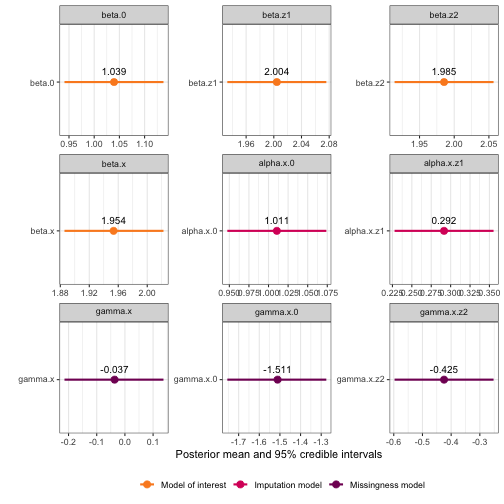 beta.0 beta.z1 beta.z2
1.039 2.004 1.985
beta.0 beta.z1 beta.z2
0.95 1.00 1.05 1.10 1.96 2.00 2.04 2.08 1.95 2.00 2.05
beta.x alpha.x.0 alpha.x.z1
1.954 1.011 0.292
beta.x alpha.x.0 alpha.x.z1
1.88 1.92 1.96 2.00 0.950 0.975 1.000 1.025 1.050 1.075 0.225 0.250 0.275 0.300 0.325 0.350
gamma.x gamma.x.0 gamma.x.z2
-0.037 -1.511 -0.425
gamma.x gamma.x.0 gamma.x.z2
-0.2 -0.1 0.0 0.1 -1.7 -1.6 -1.5 -1.4 -1.3 -0.6 -0.5 -0.4 -0.3
Posterior mean and 95% credible intervals
Model of interest Imputation model Missingness model